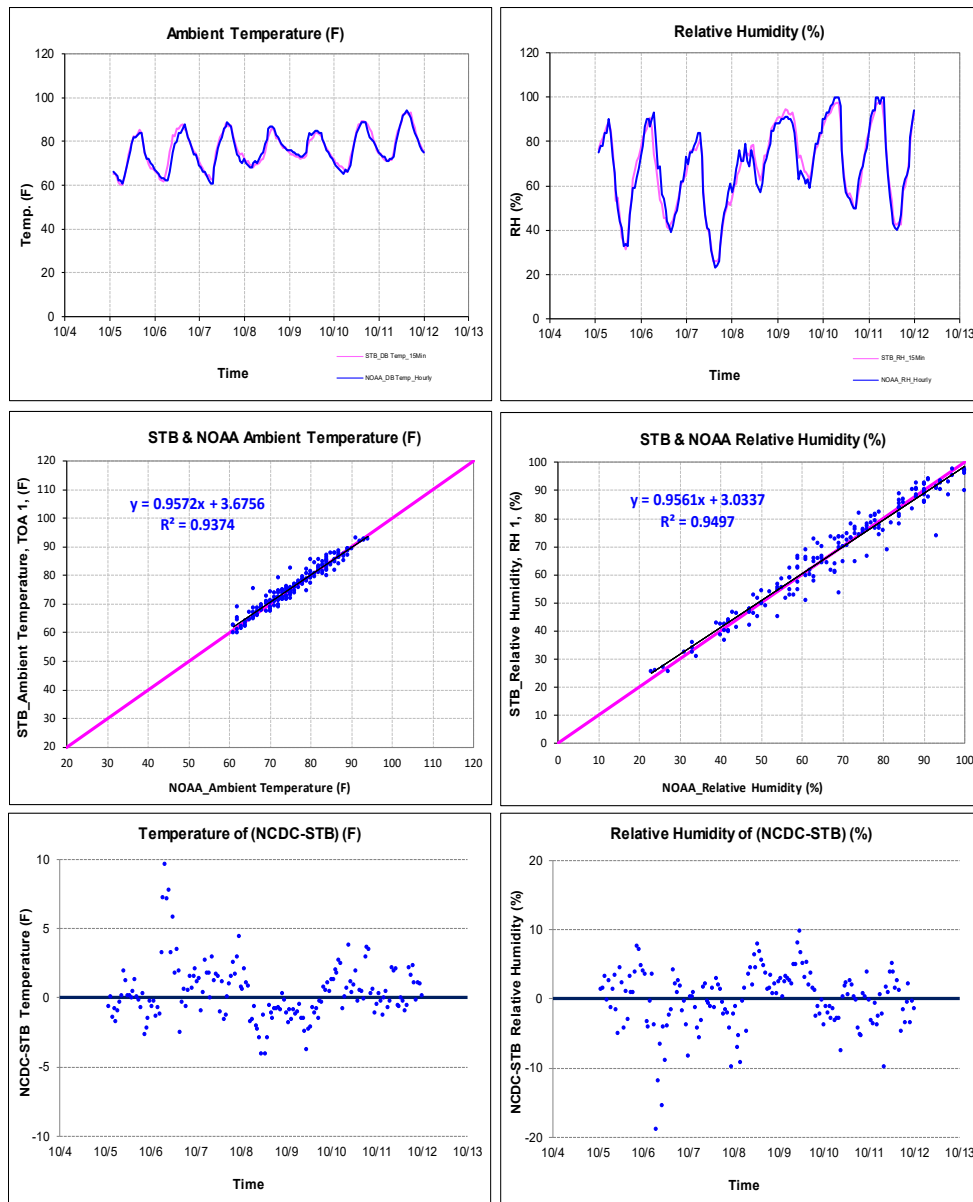 Ambient Temperature (F)
120
100
80
60
40
20
0
Temp. (F)
10/4 10/5 10/6 10/7 10/8 10/9 10/10 10/11 10/12 10/13
Time
STB_DB Temp_15Min
NOAA_DB Temp_Hourly
Relative Humidity (%)
120
100
80
60
40
20
0
RH (%)
10/4 10/5 10/6 10/7 10/8 10/9 10/10 10/11 10/12 10/13
Time
STB_RH_15Min
NOAA_RH_Hourly
STB & NOAA Ambient Temperature (F)
120
110
100
90
80
70
60
50
40
30
20
STB_Ambient Temperature, TOA 1, (F)
y = 0.9572x + 3.6756
R² = 0.9374
20 30 40 50 60 70 80 90 100 110 120
NOAA_Ambient Temperature (F)
STB & NOAA Relative Humidity (%)
100
90
80
70
60
50
40
30
20
10
0
STB_Relative Humidity, RH 1, (%)
y = 0.9561x + 3.0337
R² = 0.9497
0 10 20 30 40 50 60 70 80 90 100
NOAA_Relative Humidity (%)
Temperature of (NCDC-STB) (F)
10
5
0
-5
-10
NCDC-STB Temperature (F)
10/4 10/5 10/6 10/7 10/8 10/9 10/10 10/11 10/12 10/13
Time
Relative Humidity of (NCDC-STB) (%)
20
10
0
-10
-20
NCDC-STB Relative Humidity (%)
10/4 10/5 10/6 10/7 10/8 10/9 10/10 10/11 10/12 10/13
Time